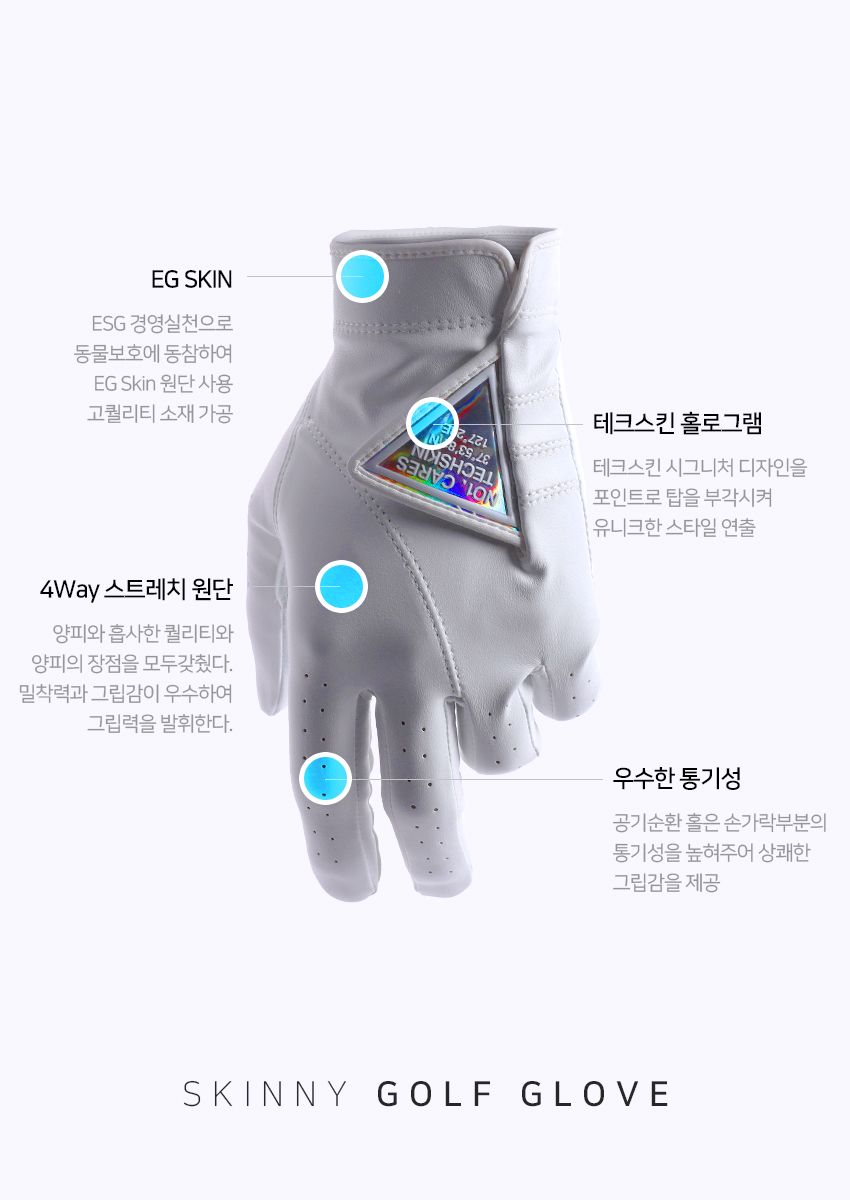 EG SKIN
ESG 경영실천으로
동물보호에 동참하여
EG Skin 원단 사용
고퀄리티 소재 가공
테크스킨 홀로그램
테크스킨 시그니처 디자인을
포인트로 탑을 부각시켜
유니크한 스타일 연출
NO1, CARES
TECHSKIN
4Way 스트레치 원단
양피와 흡사한 퀄리티와
양피의 장점을 모두갖췄다.
밀착력과 그립감이 우수하여
그립력을 발휘한다.
우수한 통기성
공기순환 홀은 손가락부분의
통기성을 높혀주어 상쾌한
그립감을 제공
SKINNY GOLF GLOVE